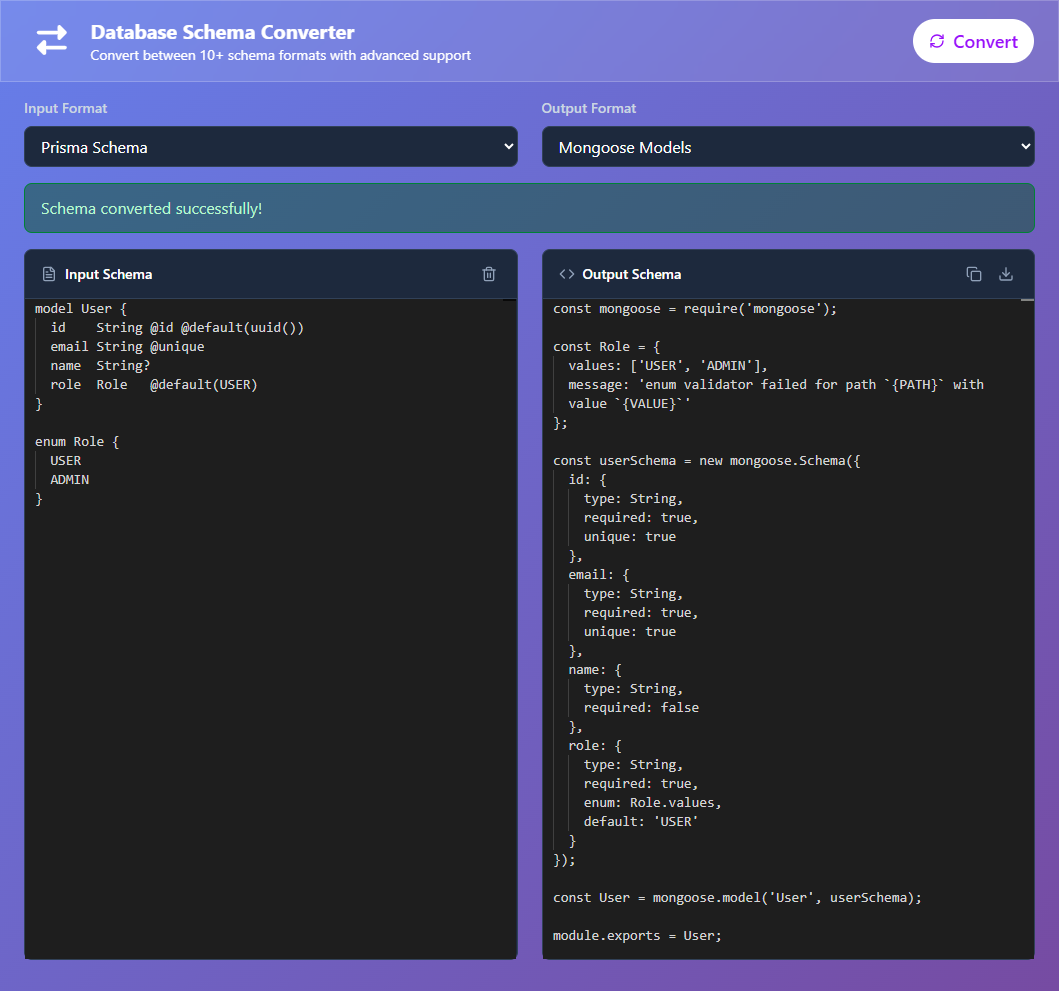 Database Schema Converter
Convert between 10+ schema formats with advanced support
Convert
Input Format
Prisma Schema
Output Format
Mongoose Models
Schema converted successfully!
Input Schema
model User {
  id    String @id @default(uuid())
  email String @unique
  name  String?
  role  Role   @default(USER)
}

enum Role {
  USER
  ADMIN
}
Output Schema
const mongoose = require('mongoose');

const Role = {
  values: ['USER', 'ADMIN'],
  message: 'enum validator failed for path `{PATH}` with
  value `{VALUE}`'
};

const userSchema = new mongoose.Schema({
  id: {
    type: String,
    required: true,
    unique: true
  },
  email: {
    type: String,
    required: true,
    unique: true
  },
  name: {
    type: String,
    required: false
  },
  role: {
    type: String,
    required: true,
    enum: Role.values,
    default: 'USER'
  }
});

const User = mongoose.model('User', userSchema);

module.exports = User;